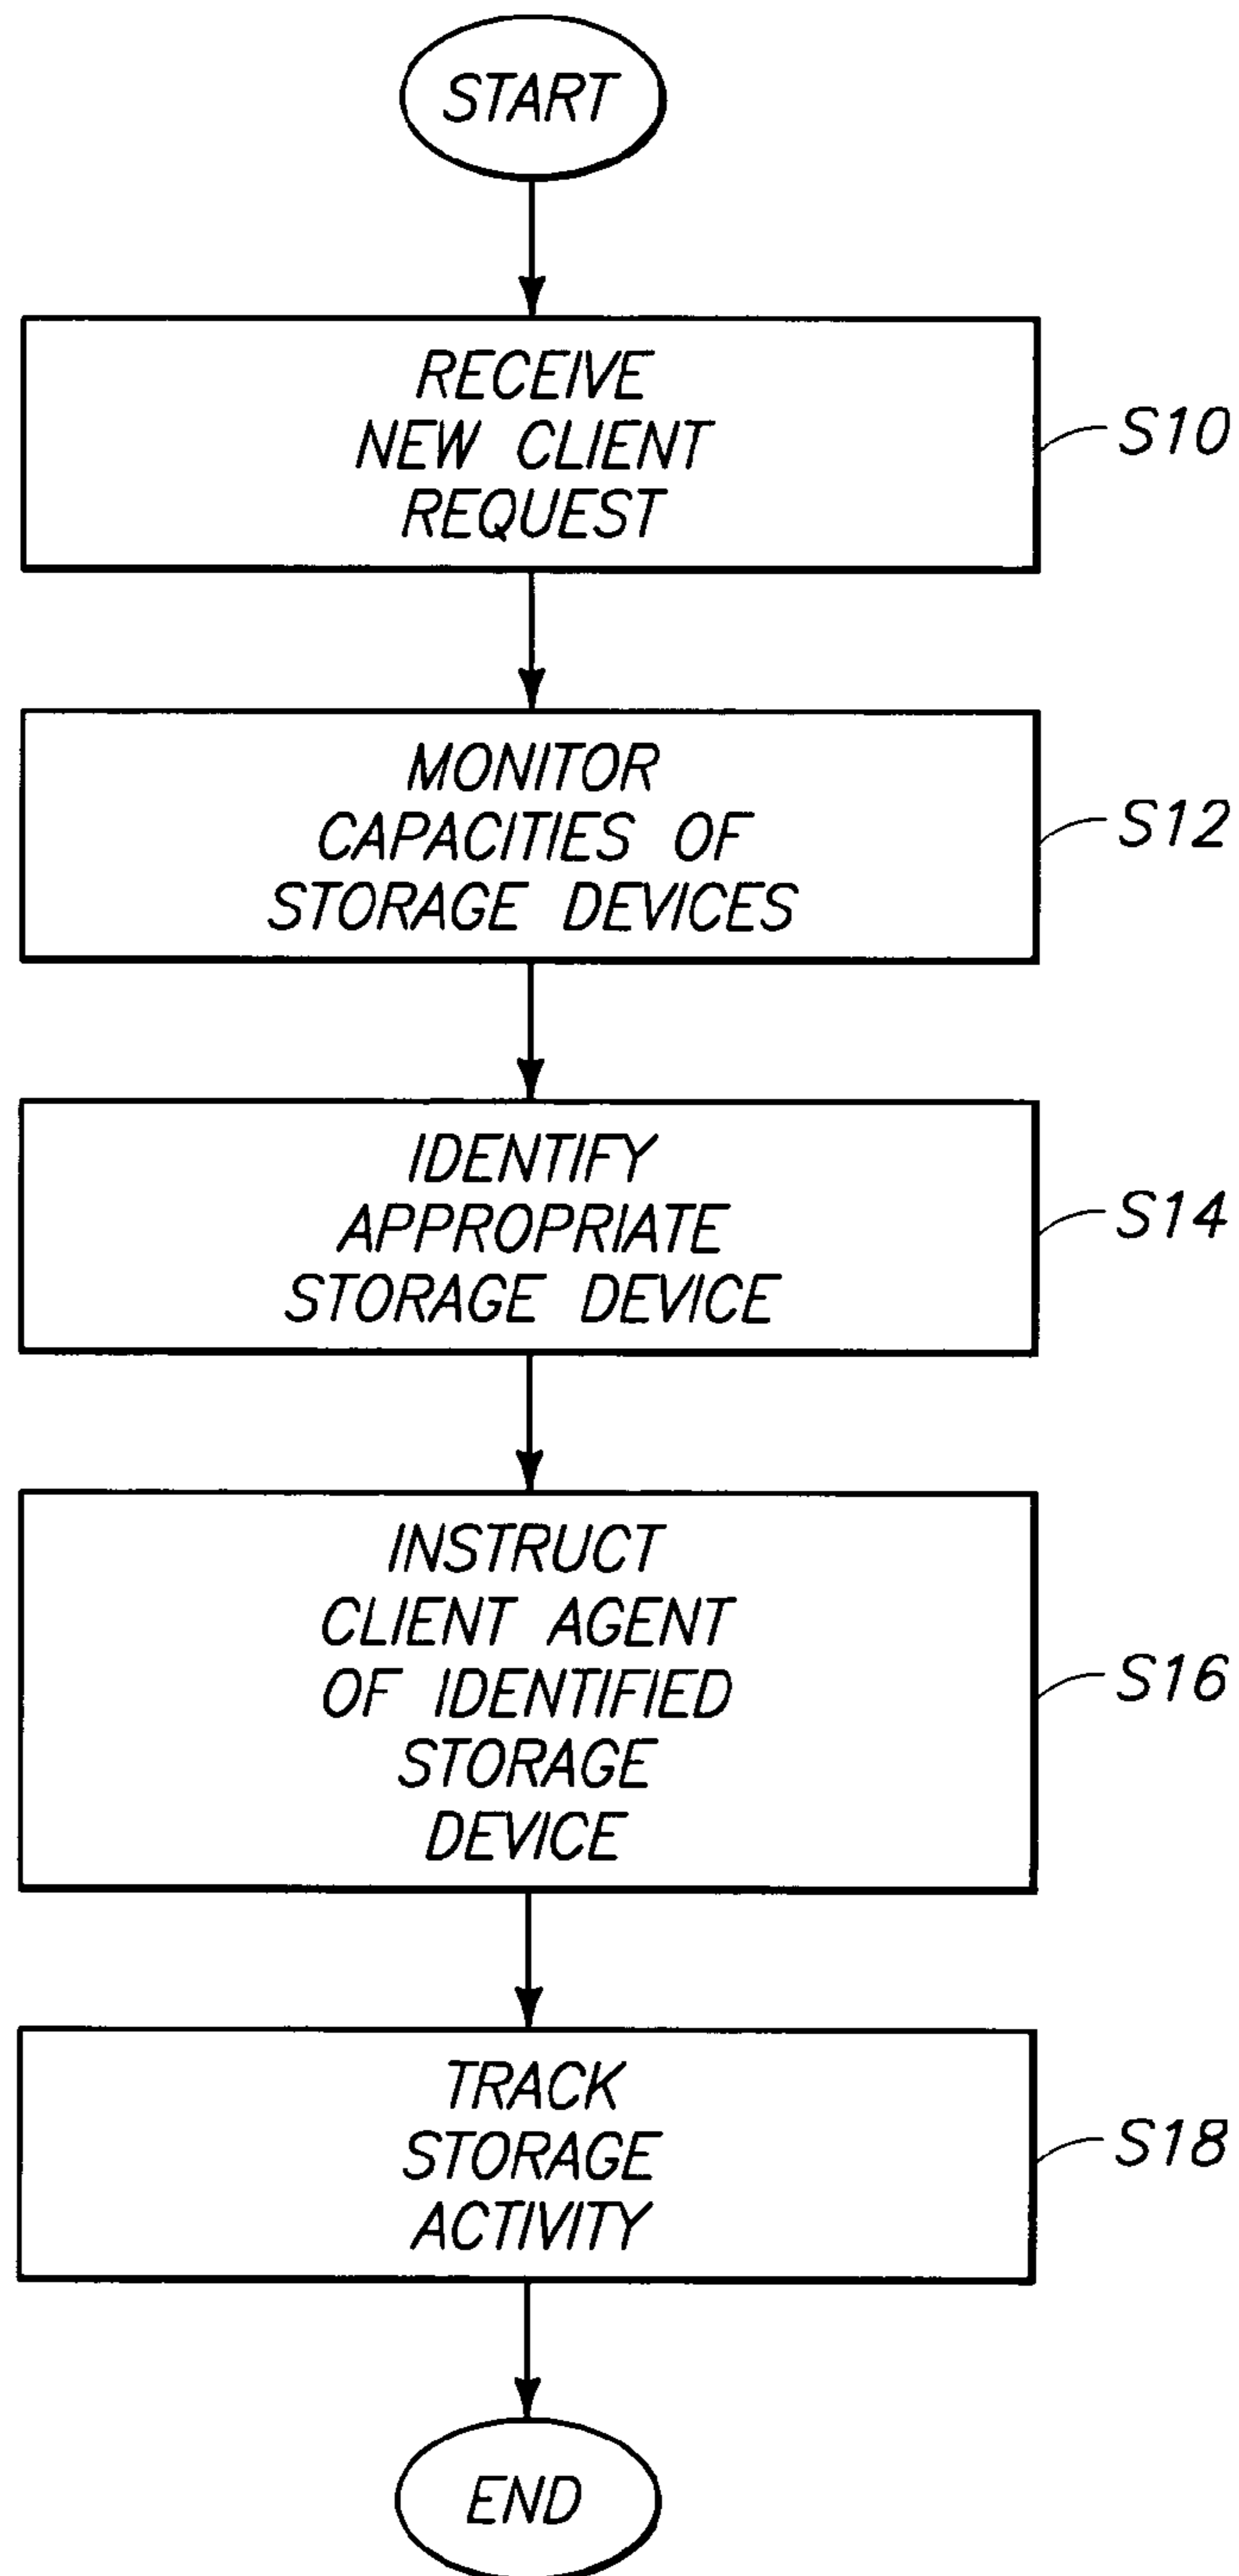 START
RECEIVE
NEW CLIENT
REQUEST
S10
MONITOR
CAPACITIES OF
STORAGE DEVICES
S12
IDENTIFY
APPROPRIATE
STORAGE DEVICE
S14
INSTRUCT
CLIENT AGENT
OF IDENTIFIED
STORAGE
DEVICE
S16
TRACK
STORAGE
ACTIVITY
S18
END